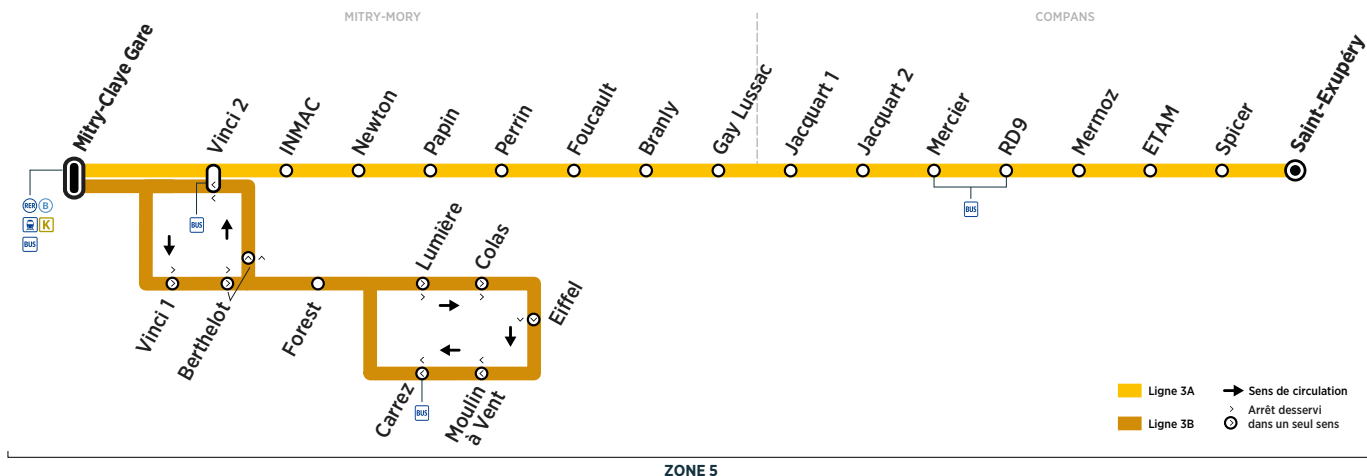 MITRY-MORY
COMPANS
Mitry-Claye Gare
Vinci 2
INMAC
Newton
Papin
Perrin
Foucault
Branly
Gay Lussac
Jacquart 1
Jacquart 2
Mercier
RD9
Mermoz
ETAM
Spicer
Saint-Exupéry
RER B
K
BUS
BUS
BUS
Vinci 1
Berthelot
Forest
Lumière
Colas
Eiffel
Carrez
BUS
Moulin
à Vent
Ligne 3A
Sens de circulation
Ligne 3B
Arrêt desservi
dans un seul sens
ZONE 5